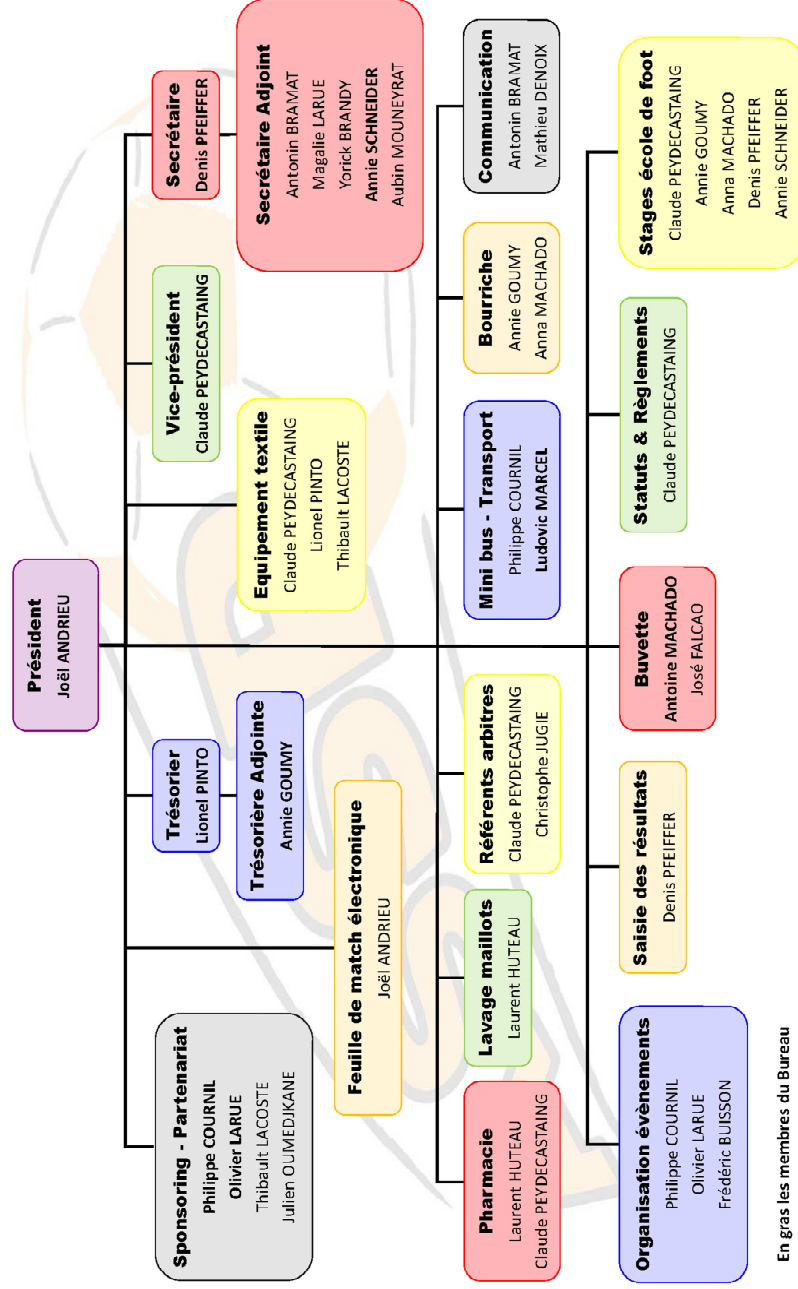 Président
Joël ANDRIEU
Trésorier
Lionel PINTO
Vice-président
Claude PEYDECASTAING
Secrétaire
Denis PFEIFFER
Sponsoring - Partenariat
Philippe COURNIL
Olivier LARUE
Thibault LACOSTE
Julien OUMEDJKANE
Trésorière Adjointe
Annie GOUMY
Equipement textile
Claude PEYDECASTAING
Lionel PINTO
Thibault LACOSTE
Secrétaire Adjoint
Antonin BRAMAT
Magalie LARUE
Yorick BRANDY
Annie SCHNEIDER
Aubin MOUNEYRAT
Feuille de match électronique
Joël ANDRIEU
Pharmacie
Laurent HUTEAU
Claude PEYDECASTAING
Lavage maillots
Laurent HUTEAU
Référents arbitres
Claude PEYDECASTAING
Christophe JUGIE
Mini bus - Transport
Philippe COURNIL
Ludovic MARCEL
Bourriche
Annie GOUMY
Anna MACHADO
Communication
Antonin BRAMAT
Mathieu DENOIX
Organisation évènements
Philippe COURNIL
Olivier LARUE
Frédéric BUISSON
Saisie des résultats
Denis PFEIFFER
Buvette
Antoine MACHADO
José FALCAO
Statuts & Règlements
Claude PEYDECASTAING
Stages école de foot
Claude PEYDECASTAING
Annie GOUMY
Anna MACHADO
Denis PFEIFFER
Annie SCHNEIDER
En gras les membres du Bureau